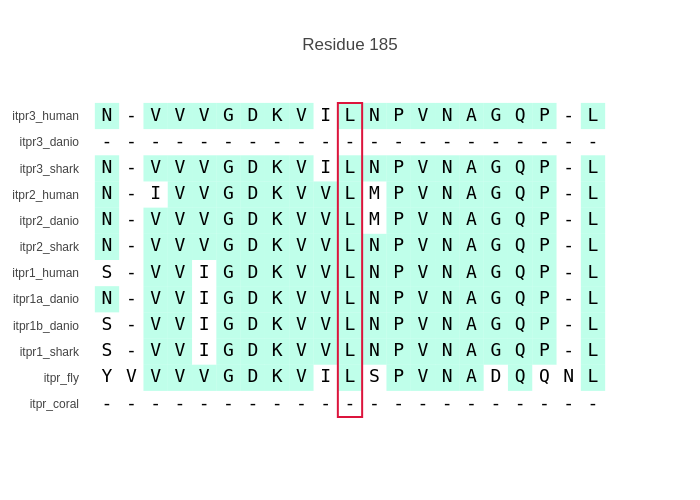 Residue 185
itpr3_human N - V V V G D K V I L N P V N A G Q P - L
itpr3_danio - - - - - - - - - - - - - - - - - - - - -
itpr3_shark N - V V V G D K V I L N P V N A G Q P - L
itpr2_human N - I V V G D K V V L M P V N A G Q P - L
itpr2_danio N - V V V G D K V V L M P V N A G Q P - L
itpr2_shark N - V V V G D K V V L N P V N A G Q P - L
itpr1_human S - V V I G D K V V L N P V N A G Q P - L
itpr1a_danio N - V V I G D K V V L N P V N A G Q P - L
itpr1b_danio S - V V I G D K V V L N P V N A G Q P - L
itpr1_shark S - V V I G D K V V L N P V N A G Q P - L
itpr_fly Y V V V V G D K V I L S P V N A D Q Q N L
itpr_coral - - - - - - - - - - - - - - - - - - - - -